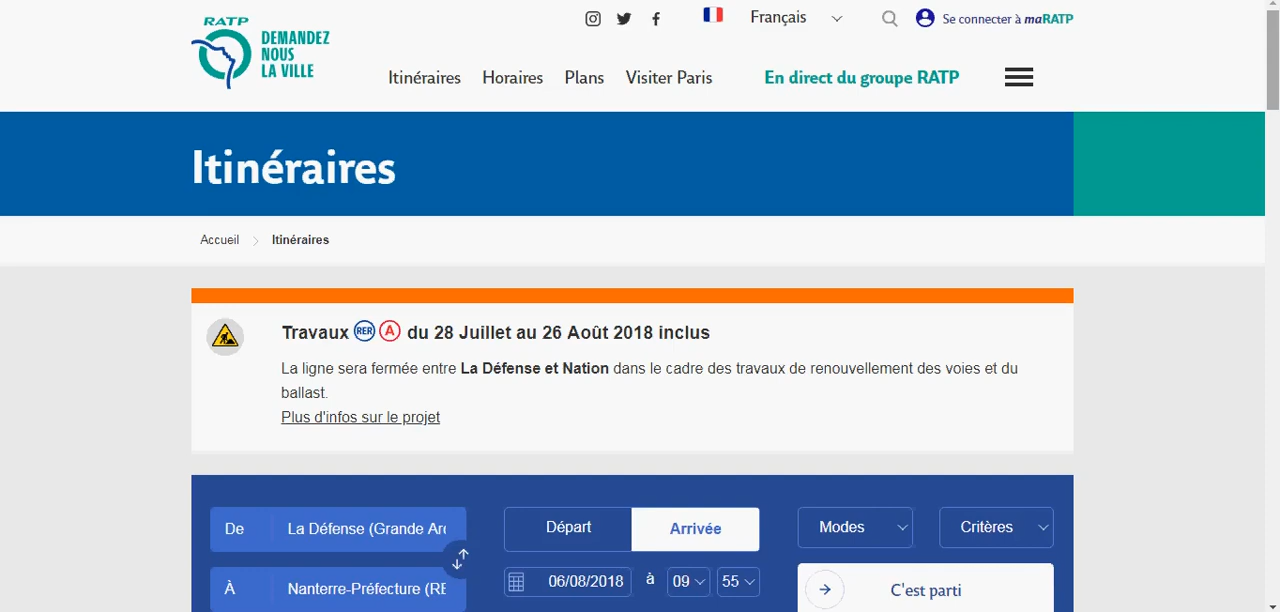 RATP
DEMANDEZ
NOUS
LA VILLE
Français
Se connecter à maRATP
Itinéraires Horaires Plans Visiter Paris En direct du groupe RATP
Itinéraires
Accueil Itinéraires
Travaux RER A du 28 Juillet au 26 Août 2018 inclus
La ligne sera fermée entre La Défense et Nation dans le cadre des travaux de renouvellement des voies et du
ballast.
Plus d'infos sur le projet
De La Défense (Grande Arc
Départ Arrivée
Modes Critères
À Nanterre-Préfecture (RE
06/08/2018 à 09 55
C'est parti